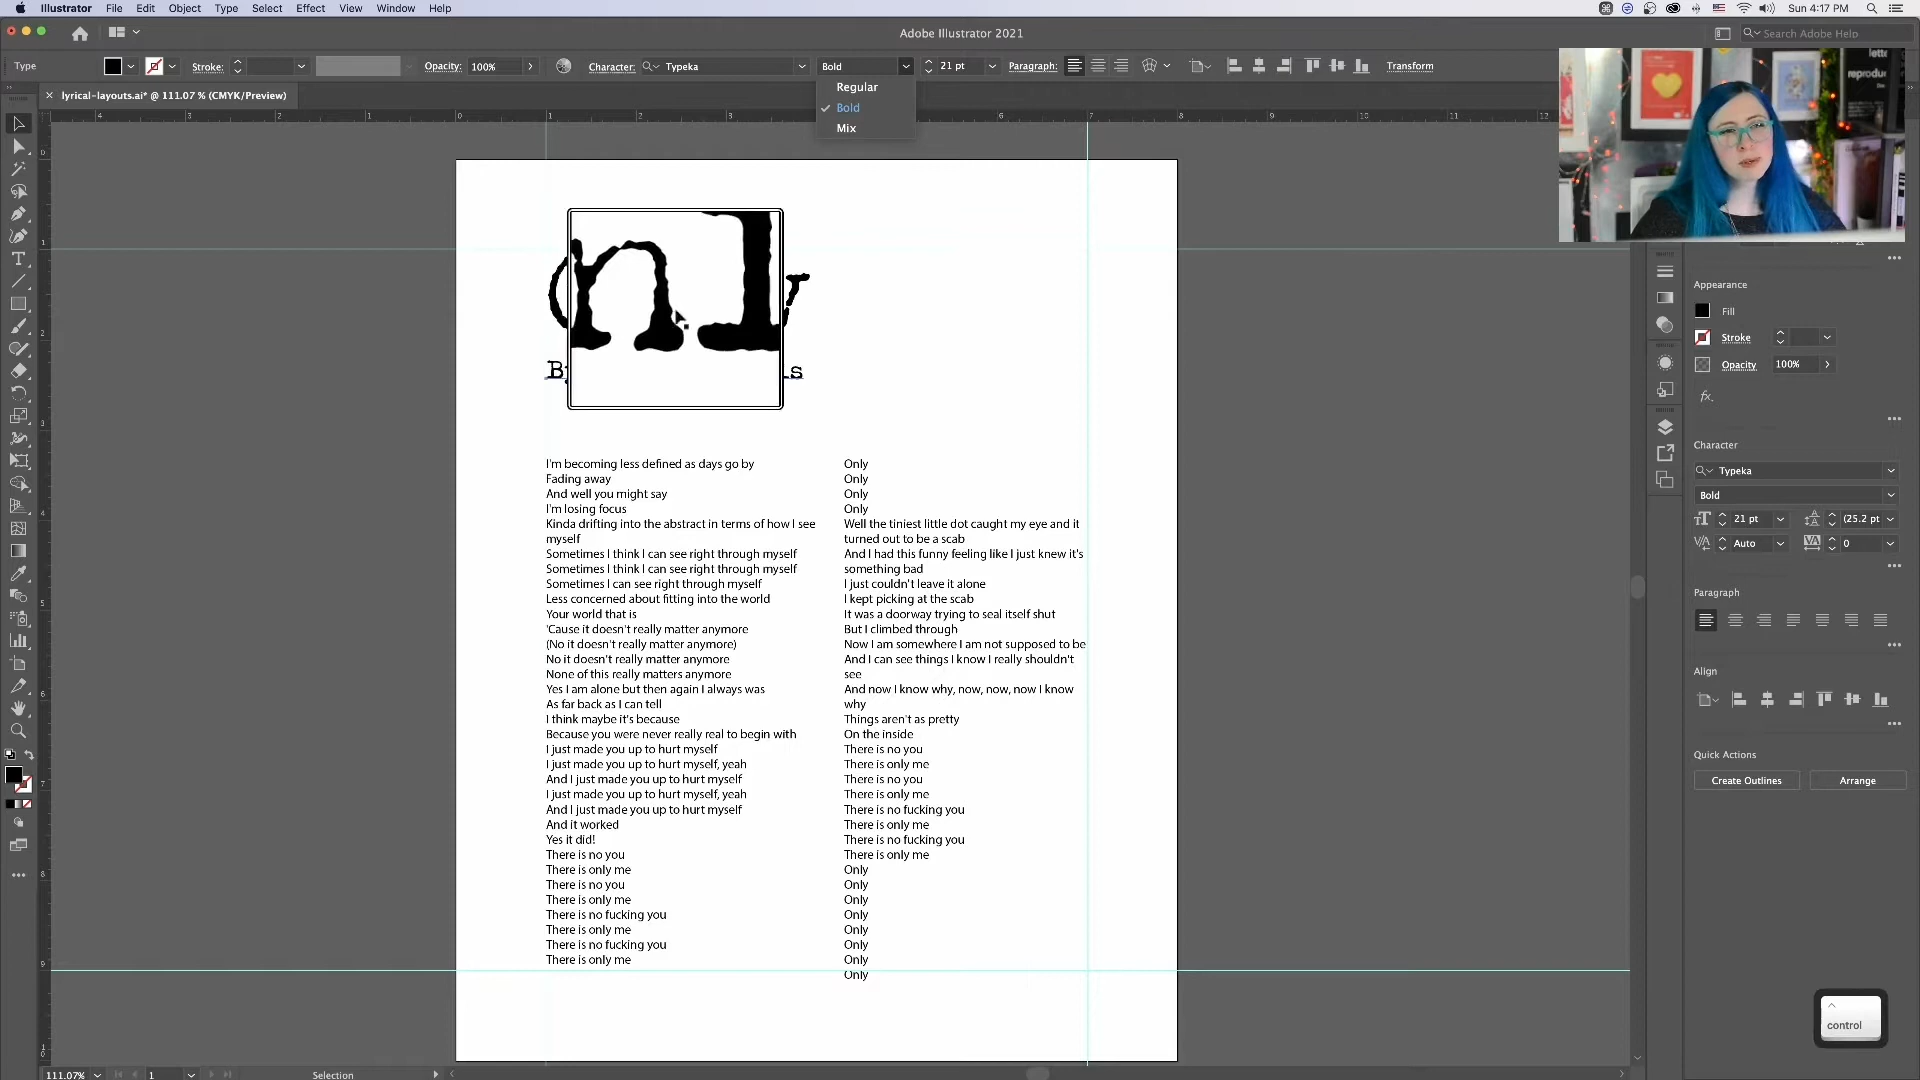 Illustrator File Edit Object Type Select Effect View Window Help
Sun 4:17 PM
Adobe Illustrator 2021
Search Adobe Help
Type
Stroke:
Opacity: 100%
Character: Typeka
Bold
21 pt
Paragraph:
Transform
Regular
Bold
Mix
× lyrical-layouts.ai* @ 111.07 % (CMYK/Preview)
4 3 2 1 0 1 2 3 6 7 8 9 10 11 12
nl
y
I'm becoming less defined as days go by
Fading away
And well you might say
I'm losing focus
Kinda drifting into the abstract in terms of how I see
myself
Sometimes I think I can see right through myself
Sometimes I think I can see right through myself
Sometimes I can see right through myself
Less concerned about fitting into the world
Your world that is
'Cause it doesn't really matter anymore
(No it doesn't really matter anymore)
No it doesn't really matter anymore
None of this really matters anymore
Yes I am alone but then again I always was
As far back as I can tell
I think maybe it's because
Because you were never really real to begin with
I just made you up to hurt myself
I just made you up to hurt myself, yeah
And I just made you up to hurt myself
I just made you up to hurt myself, yeah
And I just made you up to hurt myself
And it worked
Yes it did!
There is no you
There is only me
There is no you
There is only me
There is no fucking you
There is only me
There is no fucking you
There is only me
Only
Only
Only
Only
Well the tiniest little dot caught my eye and it
turned out to be a scab
And I had this funny feeling like I just knew it's
something bad
I just couldn't leave it alone
I kept picking at the scab
It was a doorway trying to seal itself shut
But I climbed through
Now I am somewhere I am not supposed to be
And I can see things I know I really shouldn't
see
And now I know why, now, now, now I know
why
Things aren't as pretty
On the inside
There is no you
There is only me
There is no you
There is only me
There is no fucking you
There is only me
There is no fucking you
There is only me
Only
Only
Only
Only
Only
Only
Only
Only
Appearance
Fill
Stroke
Opacity 100%
fx.
Character
Typeka
Bold
21 pt
(25.2 pt
Auto
0
Paragraph
Align
Quick Actions
Create Outlines
Arrange
control
111.07%
1
Selection